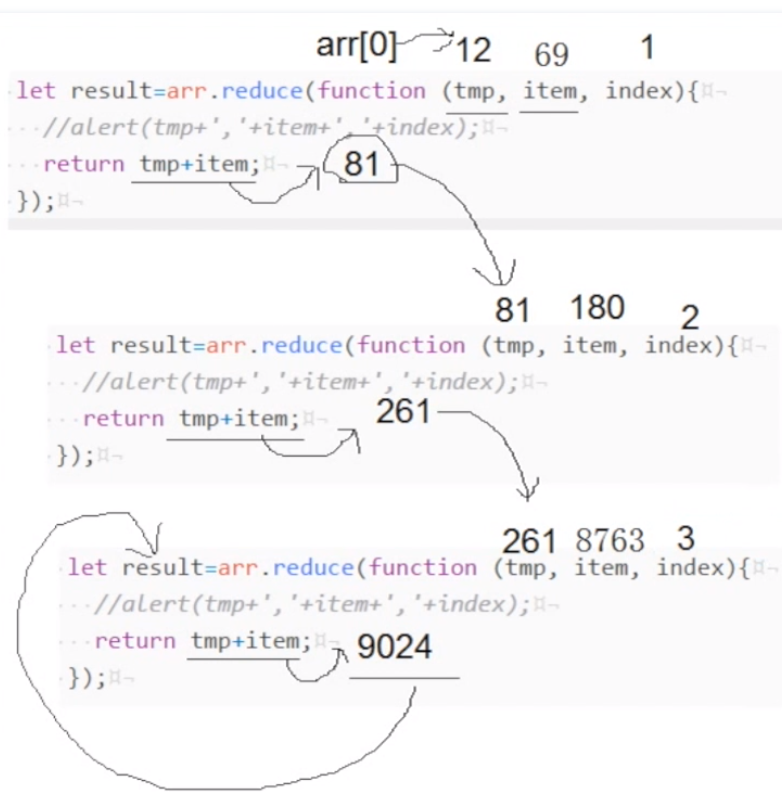 arr[0] 12 69 1
let result=arr.reduce(function (tmp, item, index){
//alert(tmp+','+item+','+index);
return tmp+item; 81
});
81 180 2
let result=arr.reduce(function (tmp, item, index){
//alert(tmp+','+item+','+index);
return tmp+item; 261
});
261 8763 3
let result=arr.reduce(function (tmp, item, index){
//alert(tmp+','+item+','+index);
return tmp+item; 9024
});